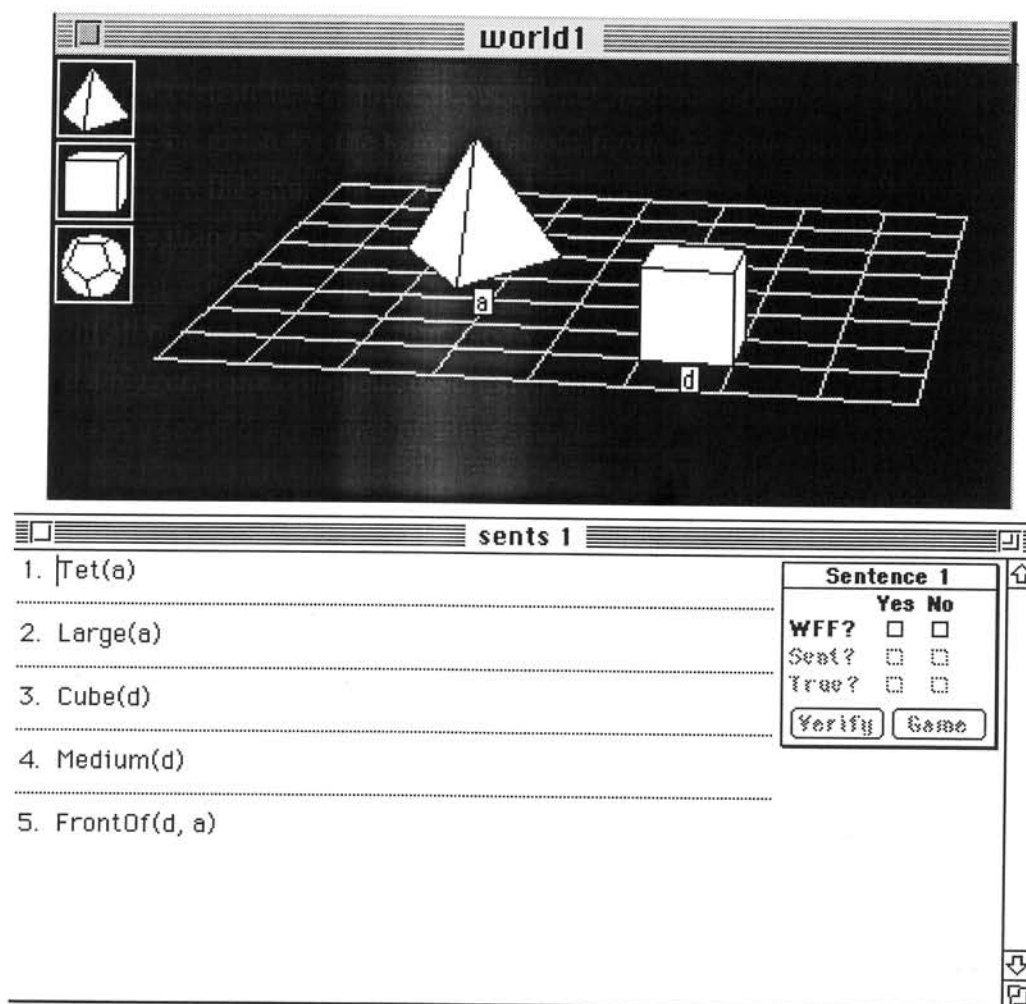 world1
a
d
sents 1
1. Tet(a)
2. Large(a)
3. Cube(d)
4. Medium(d)
5. FrontOf(d, a)
Sentence 1
Yes No
WFF?
Sent?
True?
Verify Game